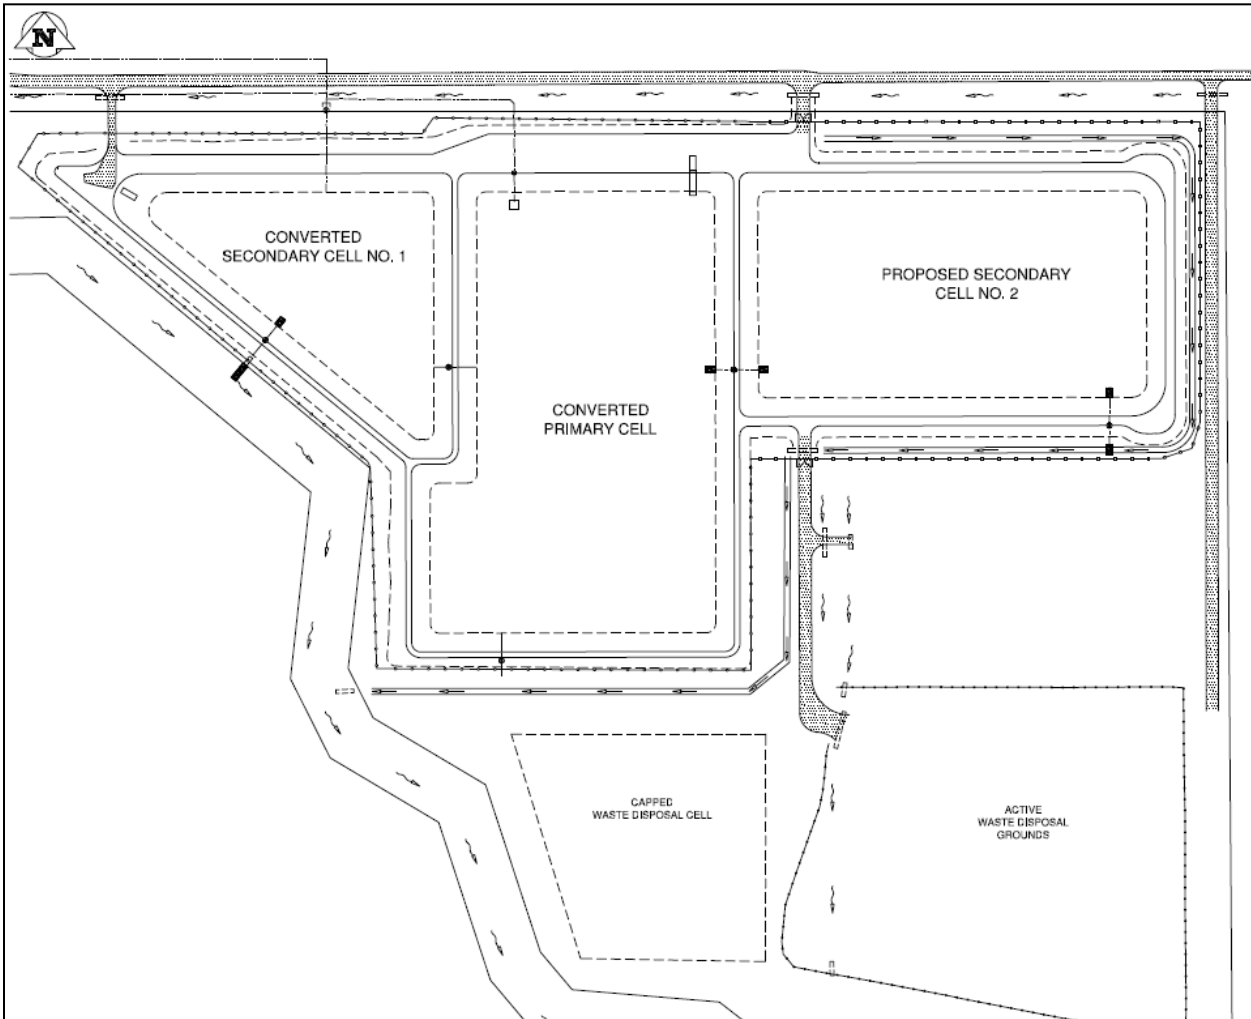 N
CONVERTED
SECONDARY CELL NO. 1
PROPOSED SECONDARY
CELL NO. 2
CONVERTED
PRIMARY CELL
CAPPED
WASTE DISPOSAL CELL
ACTIVE
WASTE DISPOSAL
GROUNDS